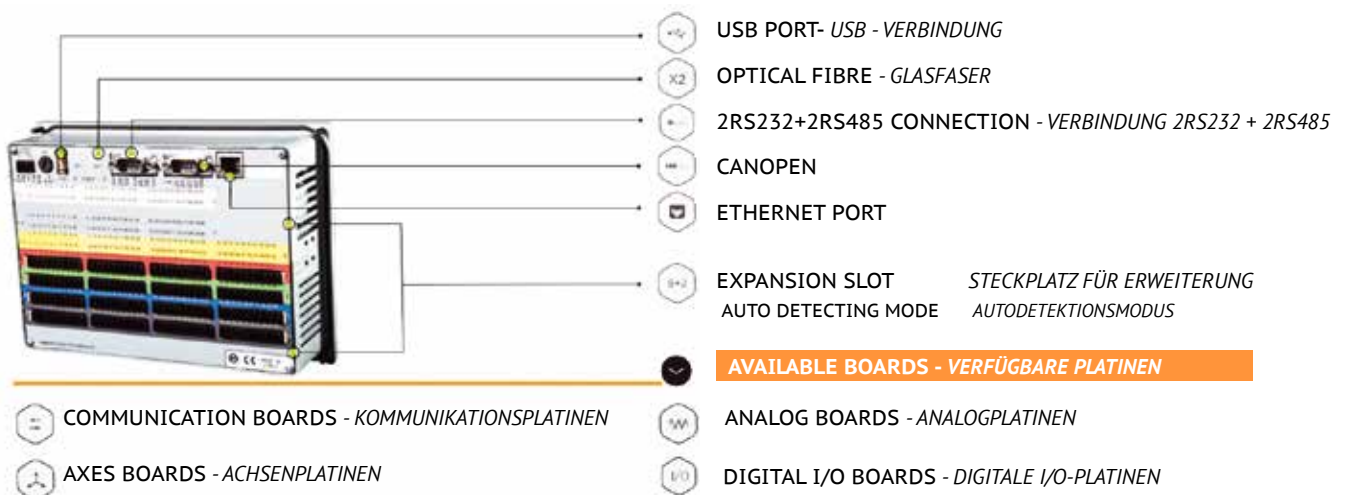 USB PORT- USB - VERBINDUNG
X2
OPTICAL FIBRE - GLASFASER
2RS232+2RS485 CONNECTION - VERBINDUNG 2RS232 + 2RS485
CANOPEN
ETHERNET PORT
EXPANSION SLOT STECKPLATZ FÜR ERWEITERUNG
AUTO DETECTING MODE AUTODETEKTIONSMODUS
AVAILABLE BOARDS - VERFÜGBARE PLATINEN
COMMUNICATION BOARDS - KOMMUNIKATIONSPLATINEN
ANALOG BOARDS - ANALOGPLATINEN
AXES BOARDS - ACHSENPLATINEN
I/O
DIGITAL I/O BOARDS - DIGITALE I/O-PLATINEN